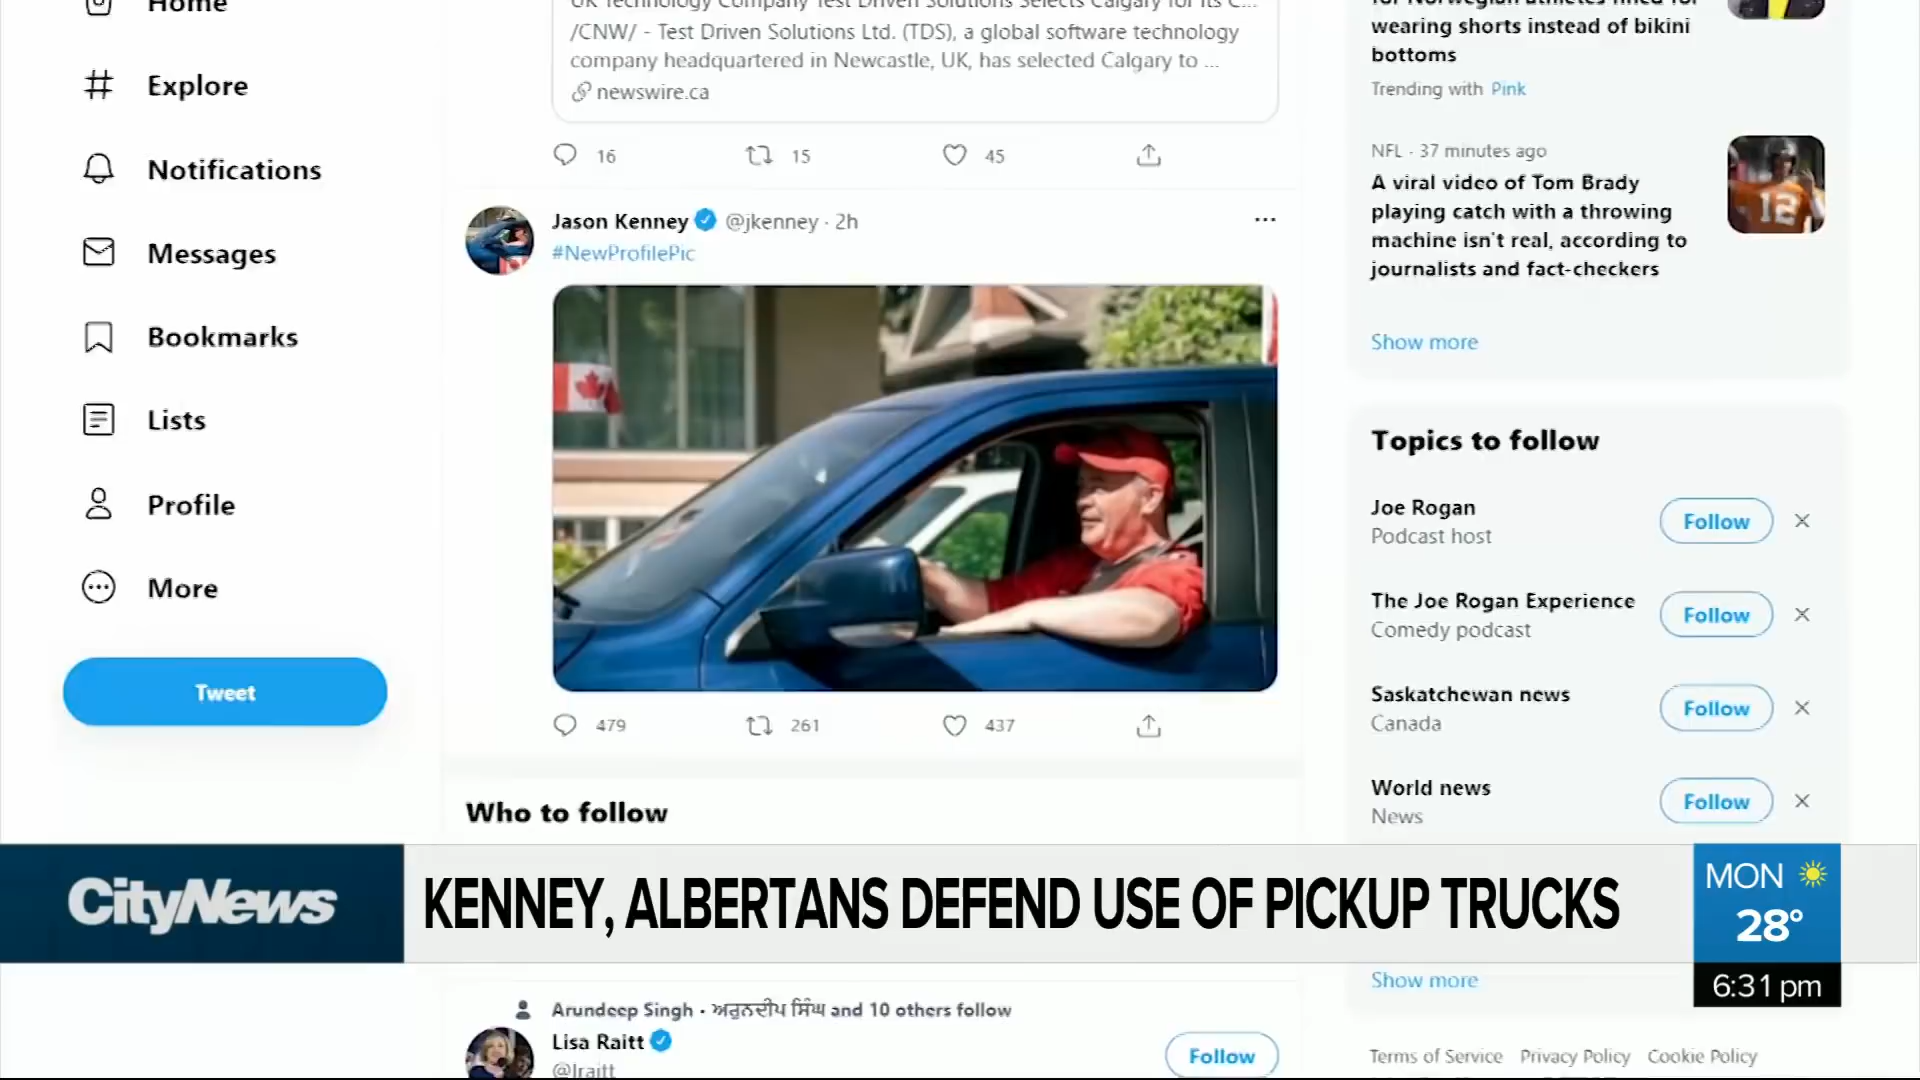 Home
Explore
Notifications
Messages
Bookmarks
Lists
Profile
More
Tweet
UK Technology Company Test Driven Solutions Selects Calgary for its C...
/CNW/ - Test Driven Solutions Ltd. (TDS), a global software technology
company headquartered in Newcastle, UK, has selected Calgary to ...
newswire.ca
16 15 45
Jason Kenney @jkenney · 2h
#NewProfilePic
479 261 437
Who to follow
Arundeep Singh • ਅਰੁਨਦੀਪ ਸਿੰਘ and 10 others follow
Lisa Raitt
@lraitt
Follow
for Norwegian athletes fined for
wearing shorts instead of bikini
bottoms
Trending with Pink
NFL · 37 minutes ago
A viral video of Tom Brady
playing catch with a throwing
machine isn't real, according to
journalists and fact-checkers
12
Show more
Topics to follow
Joe Rogan
Podcast host
Follow
The Joe Rogan Experience
Comedy podcast
Follow
Saskatchewan news
Canada
Follow
World news
News
Follow
Show more
Terms of Service Privacy Policy Cookie Policy
CityNews
KENNEY, ALBERTANS DEFEND USE OF PICKUP TRUCKS
MON
28°
6:31 pm